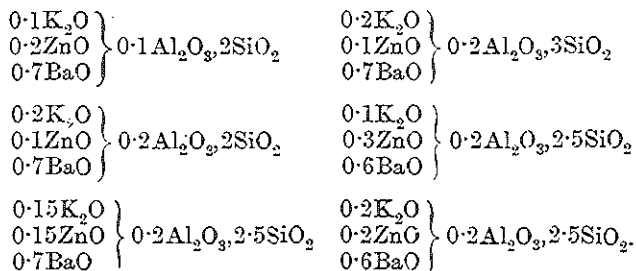 0·1K₂O
0·2ZnO } 0·1Al₂O₃,2SiO₂
0·7BaO
0·2K₂O
0·1ZnO } 0·2Al₂O₃,3SiO₂
0·7BaO
0·2K₂O
0·1ZnO } 0·2Al₂O₃,2SiO₂
0·7BaO
0·1K₂O
0·3ZnO } 0·2Al₂O₃,2·5SiO₂
0·6BaO
0·15K₂O
0·15ZnO } 0·2Al₂O₃,2·5SiO₂
0·7BaO
0·2K₂O
0·2ZnO } 0·2Al₂O₃,2·5SiO₂.
0·6BaO